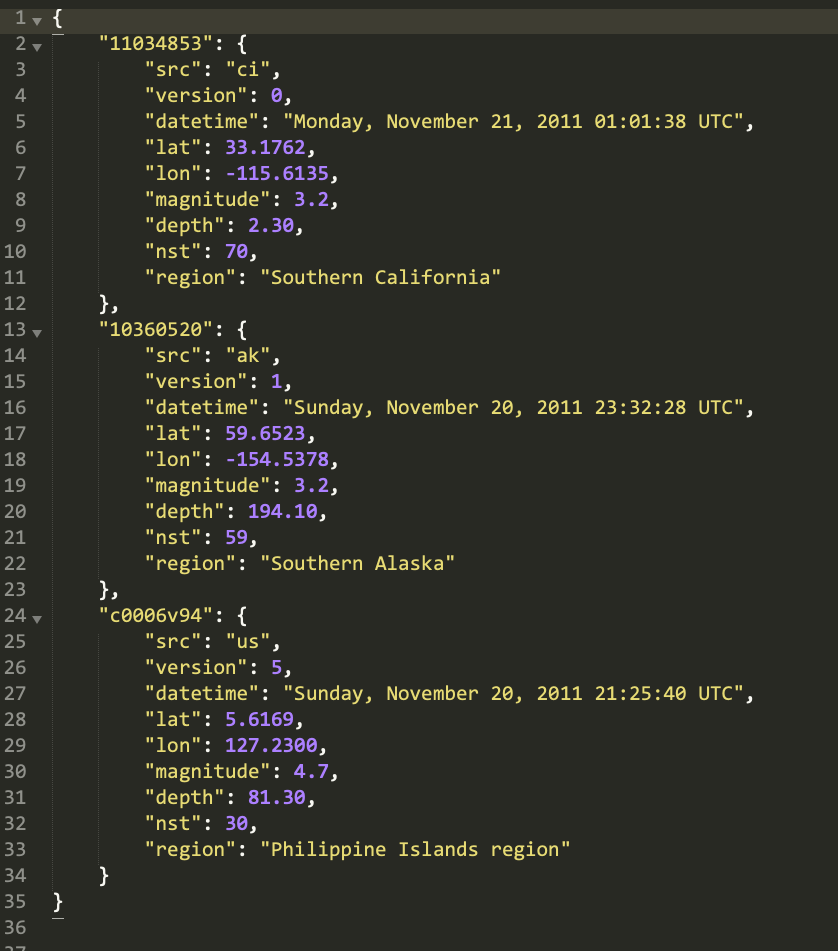 1 {
2     "11034853": {
3         "src": "ci",
4         "version": 0,
5         "datetime": "Monday, November 21, 2011 01:01:38 UTC",
6         "lat": 33.1762,
7         "lon": -115.6135,
8         "magnitude": 3.2,
9         "depth": 2.30,
10         "nst": 70,
11         "region": "Southern California"
12     },
13     "10360520": {
14         "src": "ak",
15         "version": 1,
16         "datetime": "Sunday, November 20, 2011 23:32:28 UTC",
17         "lat": 59.6523,
18         "lon": -154.5378,
19         "magnitude": 3.2,
20         "depth": 194.10,
21         "nst": 59,
22         "region": "Southern Alaska"
23     },
24     "c0006v94": {
25         "src": "us",
26         "version": 5,
27         "datetime": "Sunday, November 20, 2011 21:25:40 UTC",
28         "lat": 5.6169,
29         "lon": 127.2300,
30         "magnitude": 4.7,
31         "depth": 81.30,
32         "nst": 30,
33         "region": "Philippine Islands region"
34     }
35 }
36